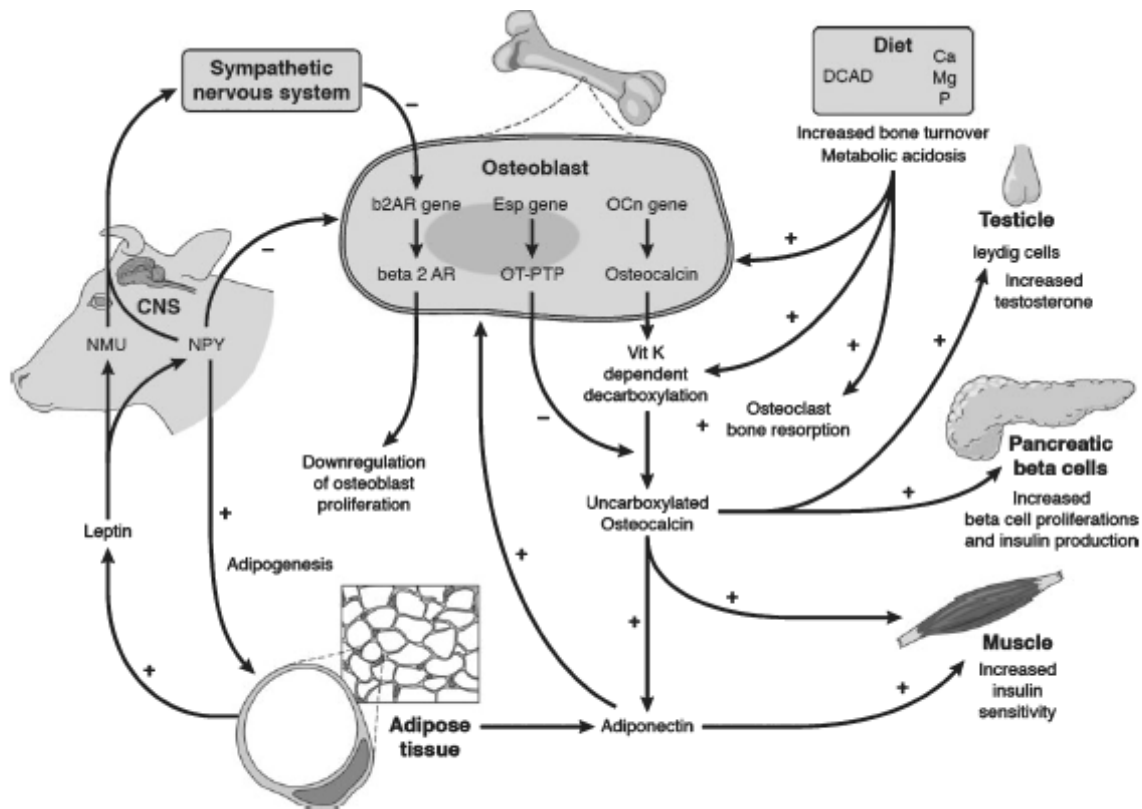 Sympathetic
nervous system
–
Diet
DCAD
Ca
Mg
P
Increased bone turnover
Metabolic acidosis
Osteoblast
b2AR gene
Esp gene
OCn gene
beta 2 AR
OT-PTP
Osteocalcin
–
+
Testicle
leydig cells
Increased
testosterone
CNS
NMU
NPY
Vit K
dependent
decarboxylation
+
+
+
+
Osteoclast
bone resorption
–
Pancreatic
beta cells
Increased
beta cell proliferations
and insulin production
+
Downregulation
of osteoblast
proliferation
Uncarboxylated
Osteocalcin
Leptin
+
Adipogenesis
+
+
+
+
Muscle
Increased
insulin
sensitivity
+
Adipose
tissue
Adiponectin
+